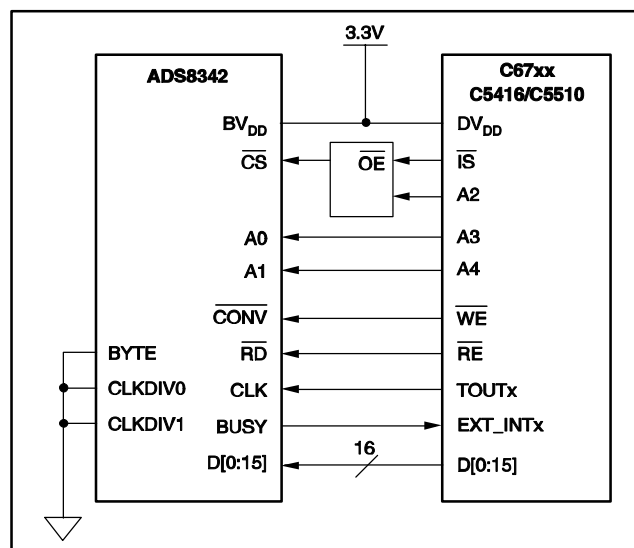 3.3V
ADS8342
C67xx
C5416/C5510
BVDD
DVDD
CS
OE
IS
A2
A0
A3
A1
A4
CONV
WE
BYTE
RD
RE
CLKDIV0
CLK
TOUTx
CLKDIV1
BUSY
EXT_INTx
16
D[0:15]
D[0:15]